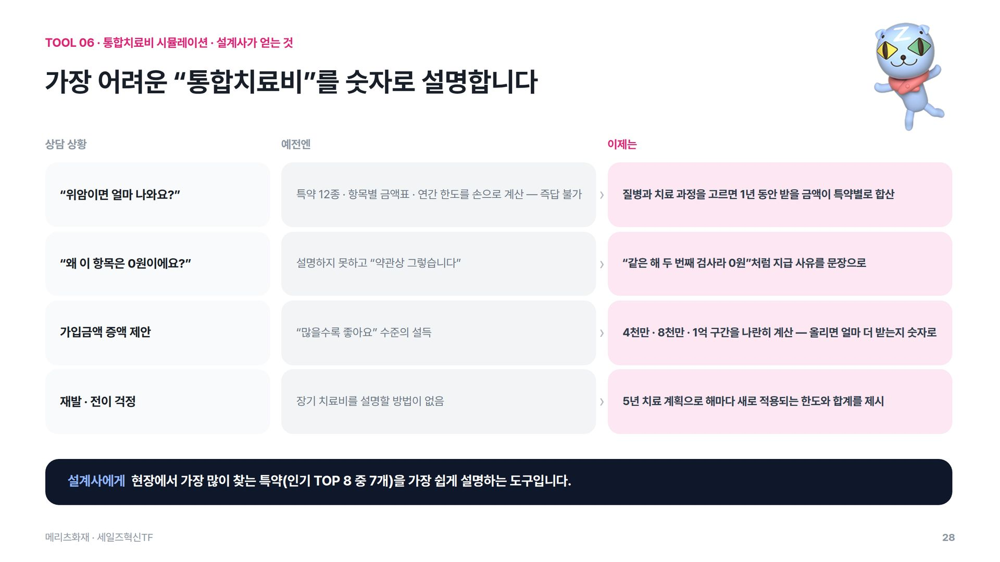 TOOL 06 · 통합치료비 시뮬레이션 · 설계사가 얻는 것
가장 어려운 “통합치료비”를 숫자로 설명합니다
Z
상담 상황
예전엔
이제는
“위암이면 얼마 나와요?”
특약 12종 · 항목별 금액표 · 연간 한도를 손으로 계산 — 즉답 불가
›
질병과 치료 과정을 고르면 1년 동안 받을 금액이 특약별로 합산
“왜 이 항목은 0원이에요?”
설명하지 못하고 “약관상 그렇습니다”
›
“같은 해 두 번째 검사라 0원”처럼 지급 사유를 문장으로
가입금액 증액 제안
“많을수록 좋아요” 수준의 설득
›
4천만 · 8천만 · 1억 구간을 나란히 계산 — 올리면 얼마 더 받는지 숫자로
재발 · 전이 걱정
장기 치료비를 설명할 방법이 없음
›
5년 치료 계획으로 해마다 새로 적용되는 한도와 합계를 제시
설계사에게 현장에서 가장 많이 찾는 특약(인기 TOP 8 중 7개)을 가장 쉽게 설명하는 도구입니다.
메리츠화재 · 세일즈혁신TF
28